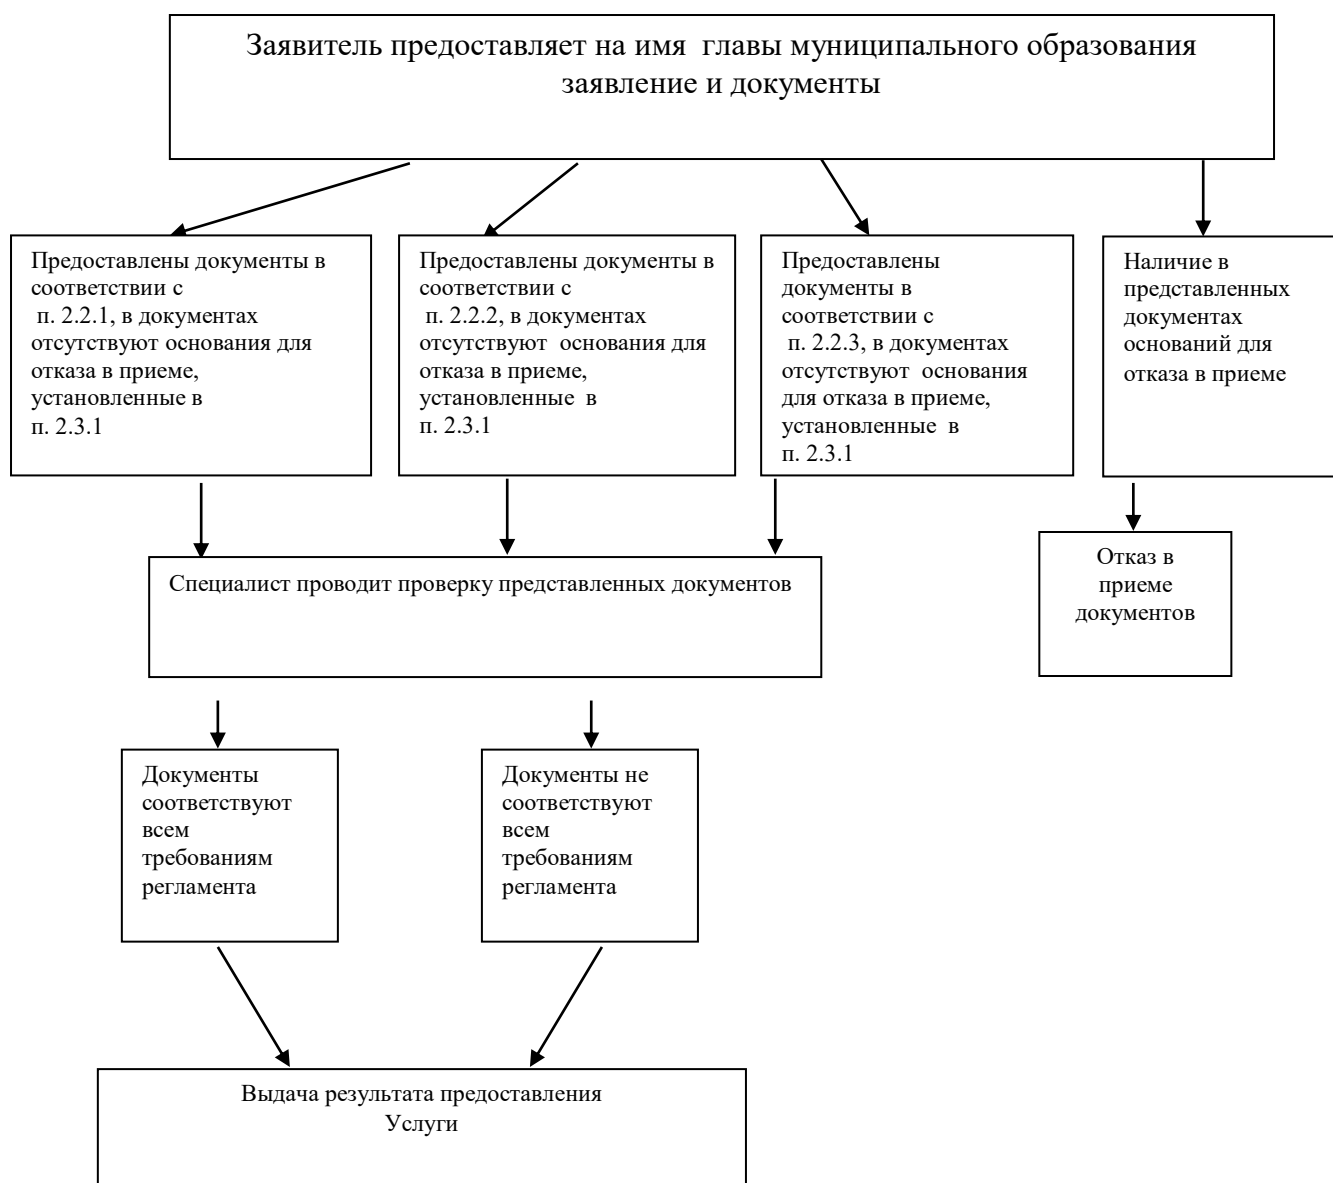 Заявитель предоставляет на имя главы муниципального образования
заявление и документы
Предоставлены документы в
соответствии с
п. 2.2.1, в документах
отсутствуют основания для
отказа в приеме,
установленные в
п. 2.3.1
Предоставлены документы в
соответствии с
п. 2.2.2, в документах
отсутствуют основания для
отказа в приеме,
установленные в
п. 2.3.1
Предоставлены
документы в
соответствии с
п. 2.2.3, в документах
отсутствуют основания
для отказа в приеме,
установленные в
п. 2.3.1
Наличие в
представленных
документах
оснований для
отказа в приеме
Специалист проводит проверку представленных документов
Отказ в
приеме
документов
Документы
соответствуют
всем
требованиям
регламента
Документы не
соответствуют
всем
требованиям
регламента
Выдача результата предоставления
Услуги